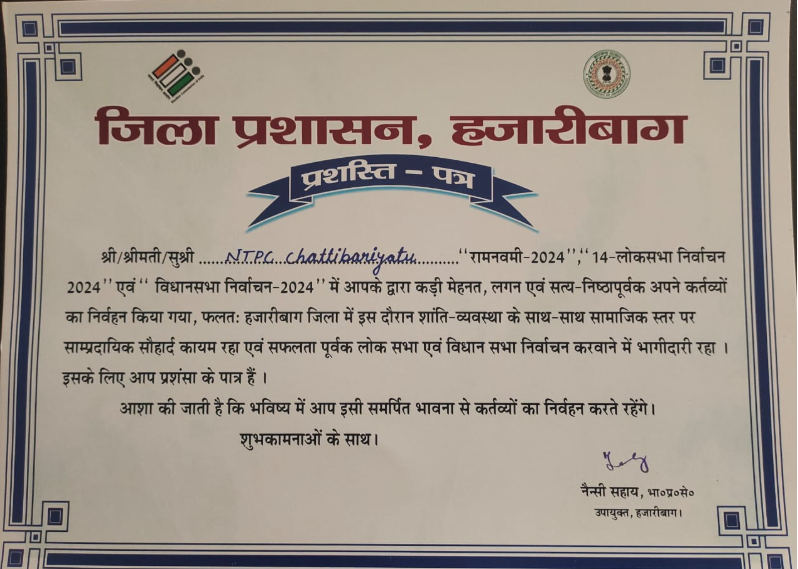 जिला प्रशासन, हजारीबाग
प्रशस्ति - पत्र
श्री/श्रीमती/सुश्री ......NTPC Chattibariyatu.........‘‘रामनवमी-2024’’,‘‘ 14-लोकसभा निर्वाचन
2024’’ एवं ‘‘ विधानसभा निर्वाचन-2024’’ में आपके द्वारा कड़ी मेहनत, लगन एवं सत्य-निष्ठापूर्वक अपने कर्तव्यों
का निर्वहन किया गया, फलतः हजारीबाग जिला में इस दौरान शांति-व्यवस्था के साथ-साथ सामाजिक स्तर पर
साम्प्रदायिक सौहार्द कायम रहा एवं सफलता पूर्वक लोक सभा एवं विधान सभा निर्वाचन करवाने में भागीदारी रहा ।
इसके लिए आप प्रशंसा के पात्र हैं ।
आशा की जाती है कि भविष्य में आप इसी समर्पित भावना से कर्तव्यों का निर्वहन करते रहेंगे।
शुभकामनाओं के साथ।
नैन्सी सहाय, भा०प्र०से०
उपायुक्त, हजारीबाग।